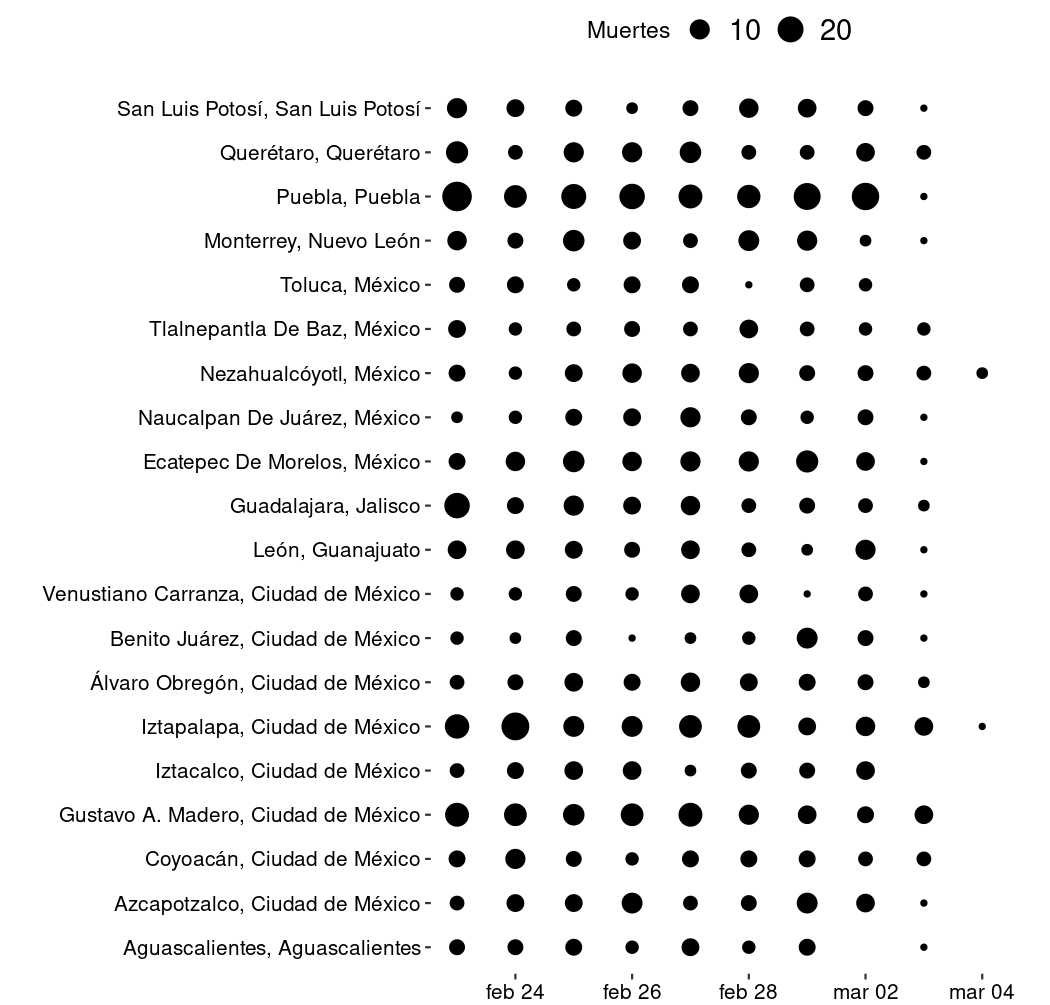 Muertes 10 20
San Luis Potosí, San Luis Potosí
Querétaro, Querétaro
Puebla, Puebla
Monterrey, Nuevo León
Toluca, México
Tlalnepantla De Baz, México
Nezahualcóyotl, México
Naucalpan De Juárez, México
Ecatepec De Morelos, México
Guadalajara, Jalisco
León, Guanajuato
Venustiano Carranza, Ciudad de México
Benito Juárez, Ciudad de México
Álvaro Obregón, Ciudad de México
Iztapalapa, Ciudad de México
Iztacalco, Ciudad de México
Gustavo A. Madero, Ciudad de México
Coyoacán, Ciudad de México
Azcapotzalco, Ciudad de México
Aguascalientes, Aguascalientes
feb 24 feb 26 feb 28 mar 02 mar 04